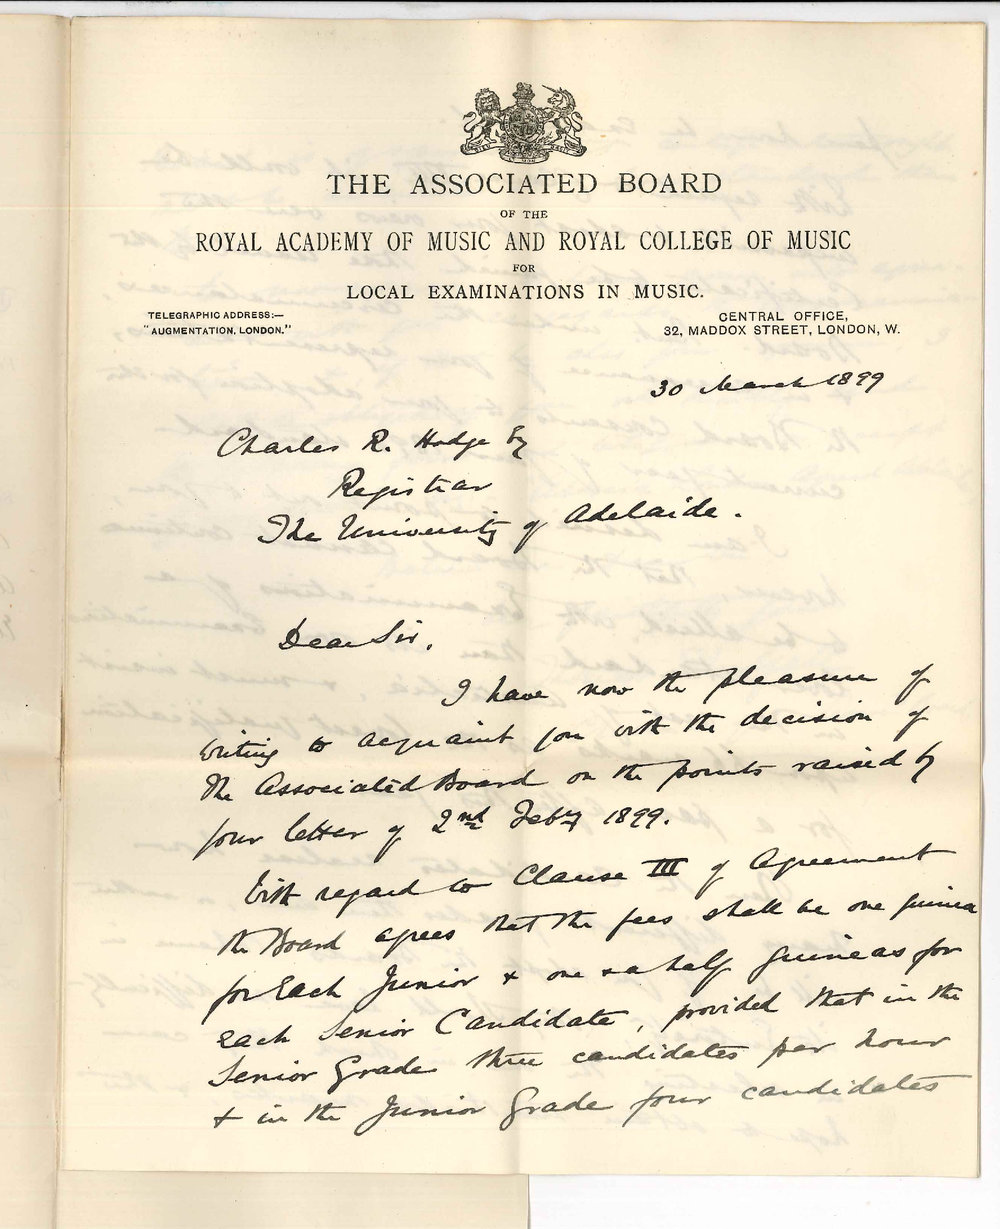 THE ASSOCIATED BOARD
OF THE
ROYAL ACADEMY OF MUSIC AND ROYAL COLLEGE OF MUSIC
FOR
LOCAL EXAMINATIONS IN MUSIC.
TELEGRAPHIC ADDRESS:—
"AUGMENTATION, LONDON."
CENTRAL OFFICE,
32, MADDOX STREET, LONDON, W.
30 March 1899
Charles R. Hodge Esq
Registrar
The University of Adelaide.
Dear Sir,
I have now the pleasure of
writing to acquaint you with the decision of
the Associated Board on the points raised by
your letter of 2nd Feby 1899.
With regard to Clause III of Agreement
the Board agrees that the fees shall be one guinea
for Each Junior & one & a half guineas for
Each Senior Candidate, provided that in the
Senior Grade three candidates per hour
& in the Junior Grade four candidates